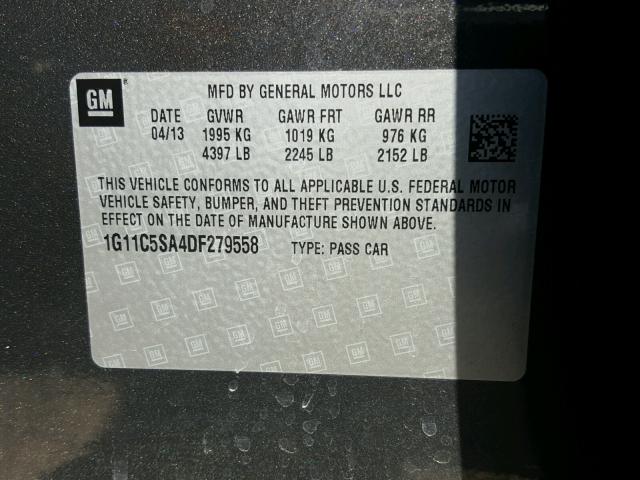 GM
MFD BY GENERAL MOTORS LLC
DATE GVWR GAWR FRT GAWR RR
04/13 1995 KG 1019 KG 976 KG
4397 LB 2245 LB 2152 LB
THIS VEHICLE CONFORMS TO ALL APPLICABLE U.S. FEDERAL MOTOR
VEHICLE SAFETY, BUMPER, AND THEFT PREVENTION STANDARDS IN
EFFECT ON THE DATE OF MANUFACTURE SHOWN ABOVE.
1G11C5SA4DF279558 TYPE: PASS CAR